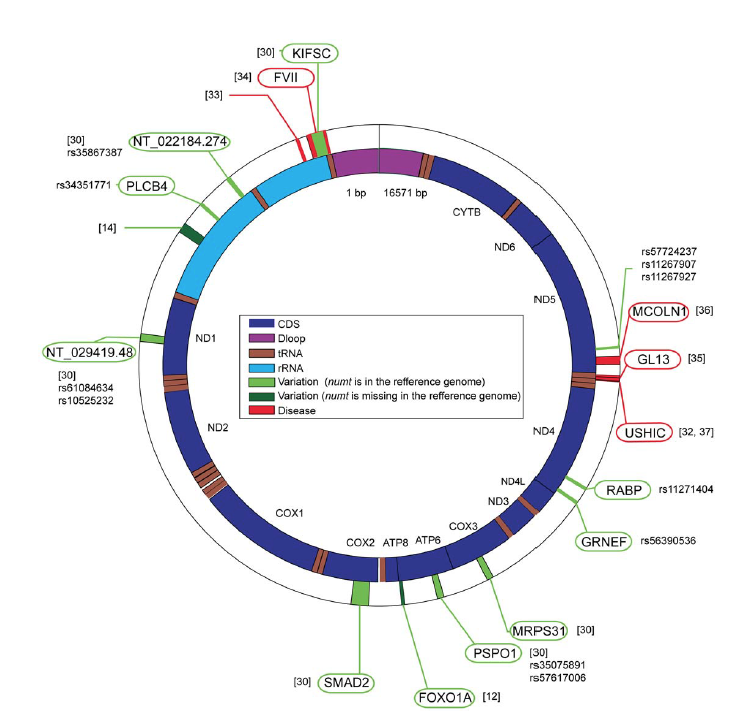 [30] KIFSC
[34] FVII
[33]
[30]
rs35867387
NT_022184.274
rs34351771 PLCB4
[14]
NT_029419.48
[30]
rs61084634
rs10525232
1 bp
16571 bp
CYTB
ND6
ND5
rs57724237
rs11267907
rs11267927
MCOLN1 [36]
GL13 [35]
USHIC [32, 37]
ND1
CDS
Dloop
tRNA
rRNA
Variation (numt is in the refference genome)
Variation (numt is missing in the refference genome)
Disease
ND2
ND4
ND4L
RABP rs11271404
ND3
COX1
COX3
GRNEF rs56390536
COX2
ATP8
ATP6
MRPS31 [30]
PSPO1 [30]
rs35075891
rs57617006
[30] SMAD2
FOXO1A [12]